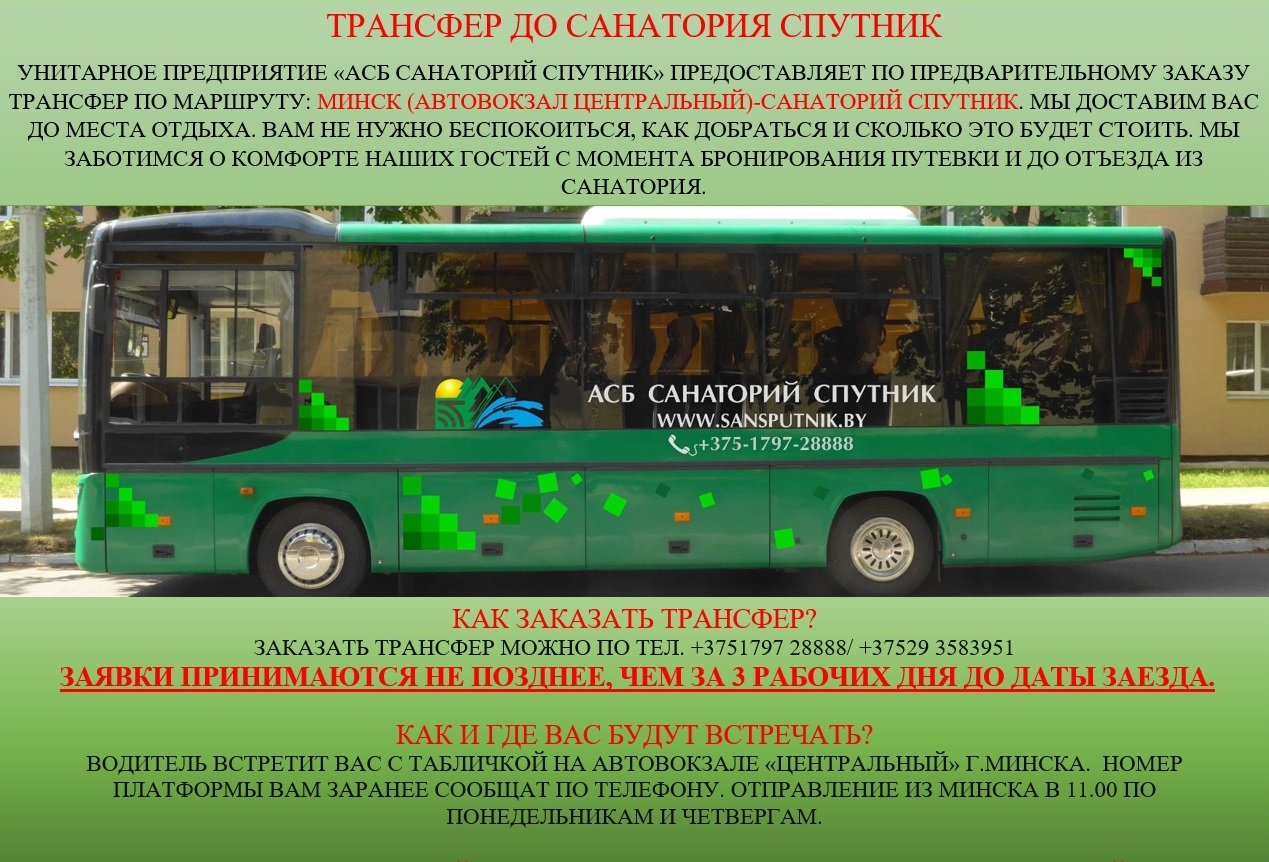 ТРАНСФЕР ДО САНАТОРИЯ СПУТНИК
УНИТАРНОЕ ПРЕДПРИЯТИЕ «АСБ САНАТОРИЙ СПУТНИК» ПРЕДОСТАВЛЯЕТ ПО ПРЕДВАРИТЕЛЬНОМУ ЗАКАЗУ
ТРАНСФЕР ПО МАРШРУТУ: МИНСК (АВТОВОКЗАЛ ЦЕНТРАЛЬНЫЙ)-САНАТОРИЙ СПУТНИК. МЫ ДОСТАВИМ ВАС
ДО МЕСТА ОТДЫХА. ВАМ НЕ НУЖНО БЕСПОКОИТЬСЯ, КАК ДОБРАТЬСЯ И СКОЛЬКО ЭТО БУДЕТ СТОИТЬ. МЫ
ЗАБОТИМСЯ О КОМФОРТЕ НАШИХ ГОСТЕЙ С МОМЕНТА БРОНИРОВАНИЯ ПУТЕВКИ И ДО ОТЪЕЗДА ИЗ
САНАТОРИЯ.
АСБ САНАТОРИЙ СПУТНИК
WWW.SANSPUTNIK.BY
+375-1797-28888
КАК ЗАКАЗАТЬ ТРАНСФЕР?
ЗАКАЗАТЬ ТРАНСФЕР МОЖНО ПО ТЕЛ. +3751797 28888/ +37529 3583951
ЗАЯВКИ ПРИНИМАЮТСЯ НЕ ПОЗДНЕЕ, ЧЕМ ЗА 3 РАБОЧИХ ДНЯ ДО ДАТЫ ЗАЕЗДА.
КАК И ГДЕ ВАС БУДУТ ВСТРЕЧАТЬ?
ВОДИТЕЛЬ ВСТРЕТИТ ВАС С ТАБЛИЧКОЙ НА АВТОВОКЗАЛЕ «ЦЕНТРАЛЬНЫЙ» Г.МИНСКА. НОМЕР
ПЛАТФОРМЫ ВАМ ЗАРАНЕЕ СООБЩАТ ПО ТЕЛЕФОНУ. ОТПРАВЛЕНИЕ ИЗ МИНСКА В 11.00 ПО
ПОНЕДЕЛЬНИКАМ И ЧЕТВЕРГАМ.